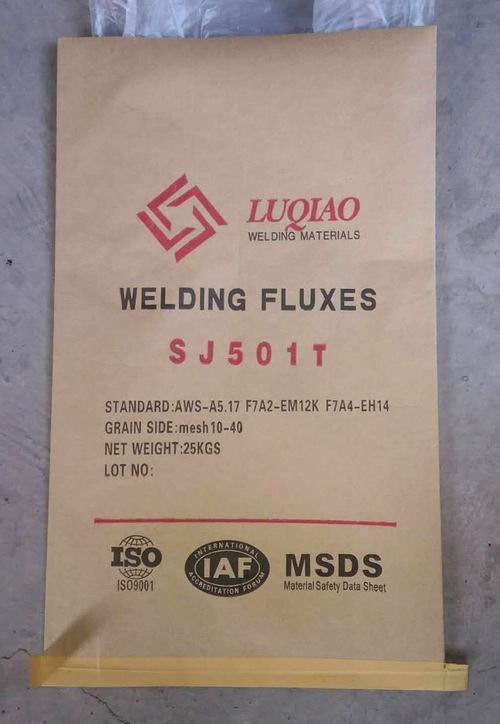 LUQIAO
WELDING MATERIALS
WELDING FLUXES
SJ501T
STANDARD:AWS-A5.17 F7A2-EM12K F7A4-EH14
GRAIN SIDE:mesh10-40
NET WEIGHT:25KGS
LOT NO:
ISO
ISO9001
INTERNATIONAL
IAF
ACCREDITATION FORUM
MSDS
Material Safety Data Sheet